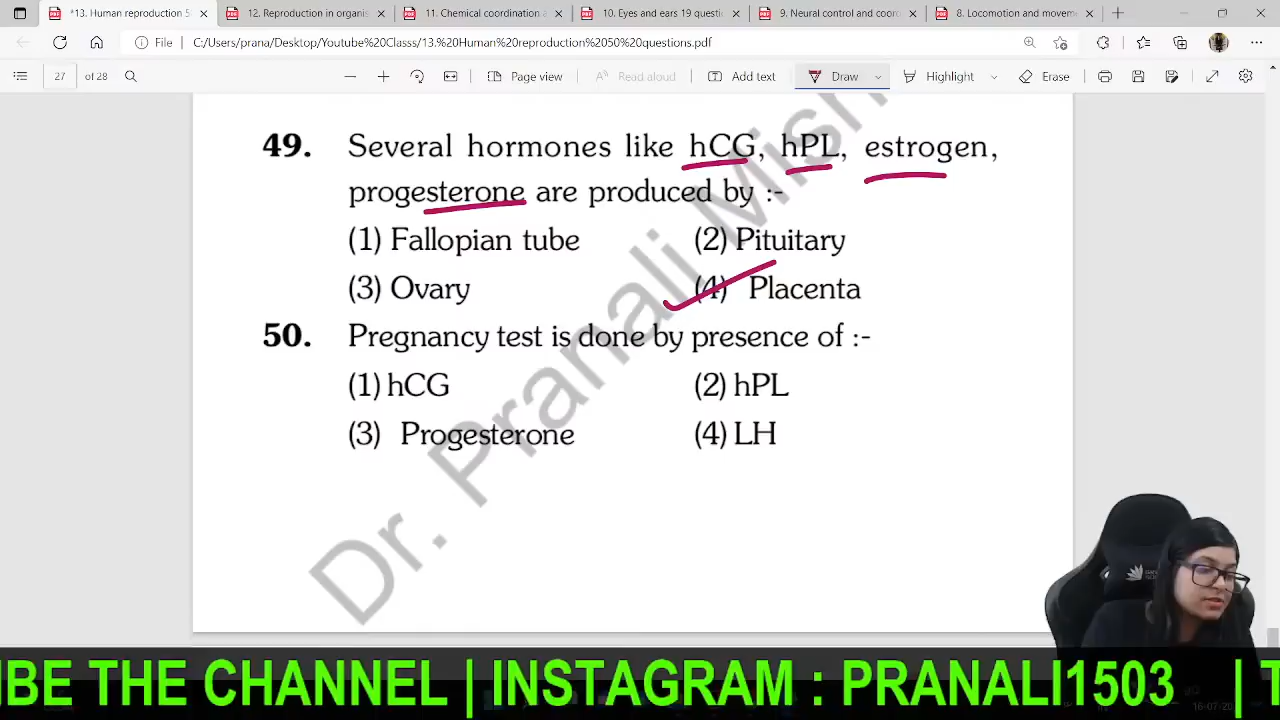 *13. Human reproduction 5
12. Reproduction in organis
11. Chemical coordination a
10. Eyes and ears 19 questi
9. Neural control and coor
8. Locomotion and movem
File
C:/Users/prana/Desktop/Youtube%20Classs/13.%20Human%20reproduction%2050%20questions.pdf
27 of 28
Page view
Read aloud
Add text
Draw
Highlight
Erase
49. Several hormones like hCG, hPL, estrogen,
progesterone are produced by :-
(1) Fallopian tube (2) Pituitary
(3) Ovary (4) Placenta
50. Pregnancy test is done by presence of :-
(1) hCG (2) hPL
(3) Progesterone (4) LH
Dr. Pranali Mish
BE THE CHANNEL | INSTAGRAM : PRANALI1503 | T